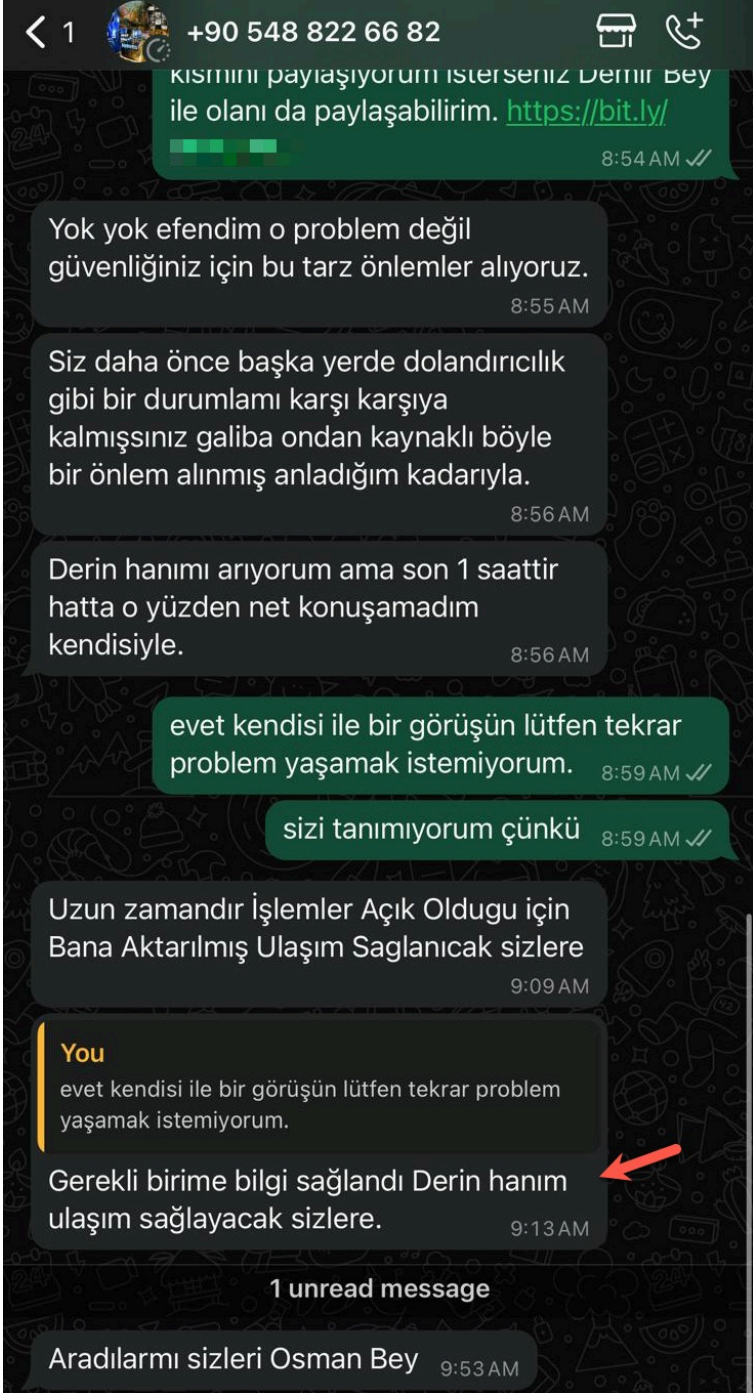 1
+90 548 822 66 82
kısmını paylaşıyorum isterseniz Demir Bey
ile olanı da paylaşabilirim. https://bit.ly/
8:54 AM
Yok yok efendim o problem değil
güvenliğiniz için bu tarz önlemler alıyoruz.
8:55 AM
Siz daha önce başka yerde dolandırıcılık
gibi bir durumlamı karşı karşıya
kalmışsınız galiba ondan kaynaklı böyle
bir önlem alınmış anladığım kadarıyla.
8:56 AM
Derin hanımı arıyorum ama son 1 saattir
hatta o yüzden net konuşamadım
kendisiyle.
8:56 AM
evet kendisi ile bir görüşün lütfen tekrar
problem yaşamak istemiyorum.
8:59 AM
sizi tanımıyorum çünkü
8:59 AM
Uzun zamandır İşlemler Açık Oldugu için
Bana Aktarılmış Ulaşım Saglanıcak sizlere
9:09 AM
You
evet kendisi ile bir görüşün lütfen tekrar problem
yaşamak istemiyorum.
Gerekli birime bilgi sağlandı Derin hanım
ulaşım sağlayacak sizlere.
9:13 AM
1 unread message
Aradılarmı sizleri Osman Bey
9:53 AM